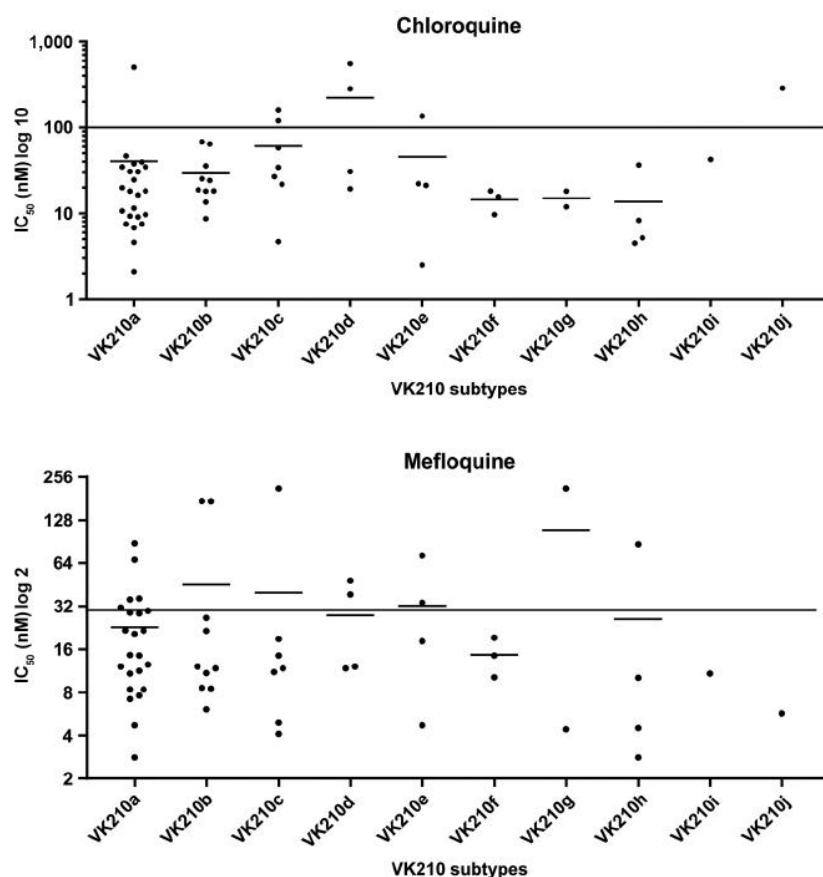 Chloroquine
IC₅₀ (nM) log 10
1,000
100
10
1
VK210a
VK210b
VK210c
VK210d
VK210e
VK210f
VK210g
VK210h
VK210i
VK210j
VK210 subtypes
Mefloquine
IC₅₀ (nM) log 2
256
128
64
32
16
8
4
2
VK210a
VK210b
VK210c
VK210d
VK210e
VK210f
VK210g
VK210h
VK210i
VK210j
VK210 subtypes